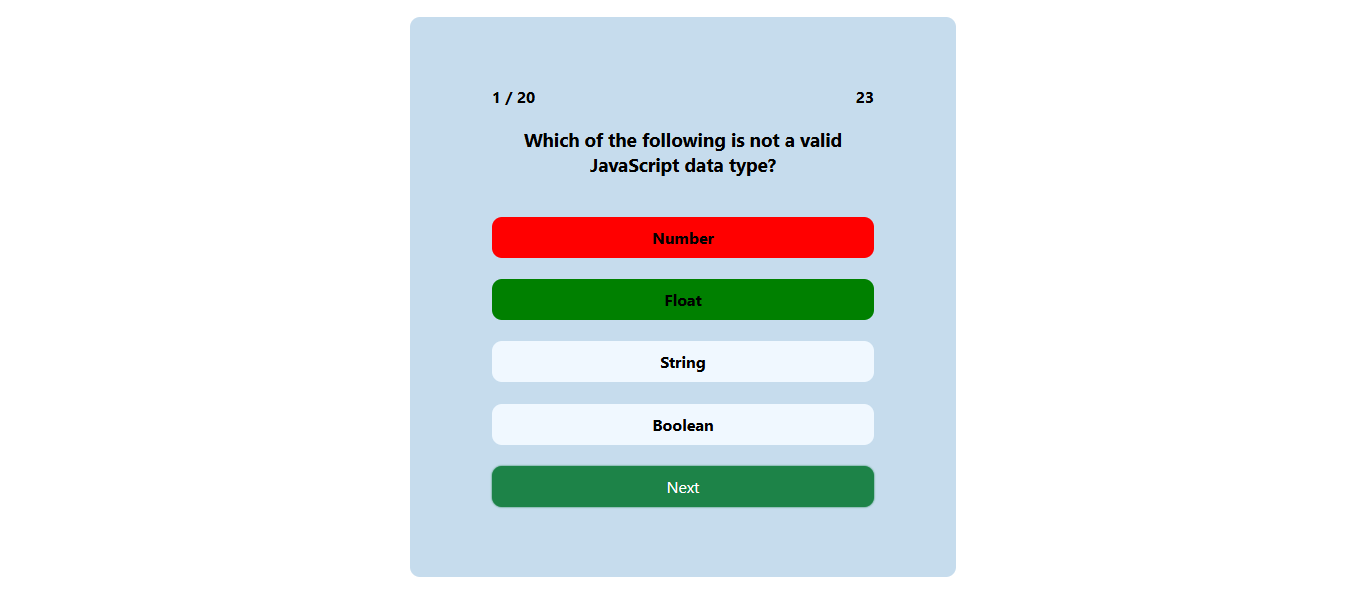 1 / 20 23
Which of the following is not a valid
JavaScript data type?
Number
Float
String
Boolean
Next